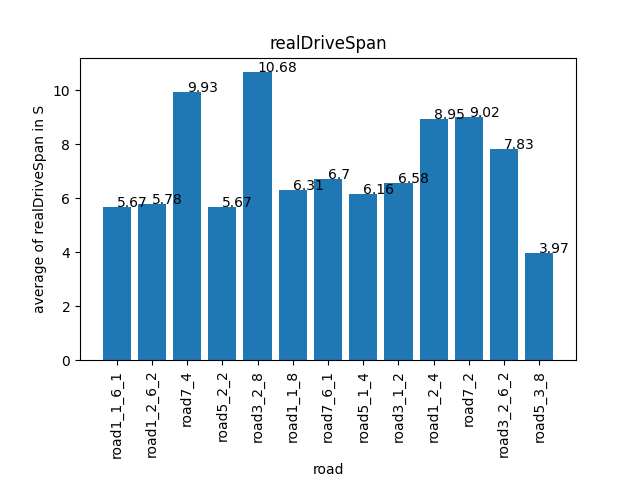 realDriveSpan
average of realDriveSpan in S
10
8
6
4
2
0
5.67
5.78
9.93
5.67
10.68
6.31
6.7
6.16
6.58
8.95
9.02
7.83
3.97
road1_1_6_1
road1_2_6_2
road7_4
road5_2_2
road3_2_8
road1_1_8
road7_6_1
road5_1_4
road3_1_2
road1_2_4
road7_2
road3_2_6_2
road5_3_8
road